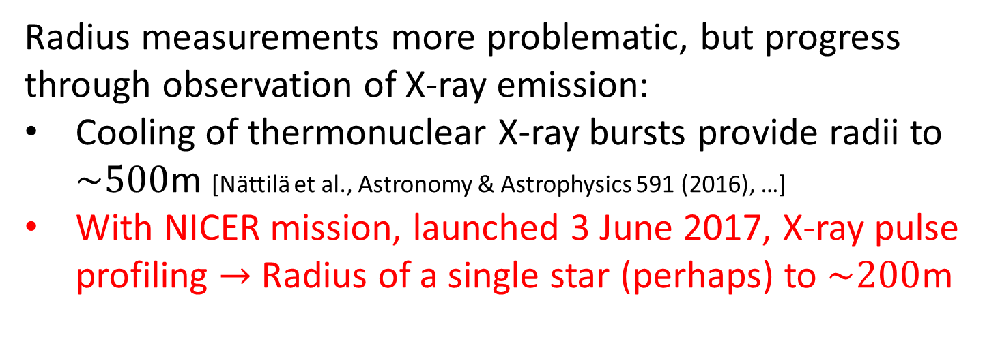 Radius measurements more problematic, but progress
through observation of X-ray emission:
• Cooling of thermonuclear X-ray bursts provide radii to
~500m [Nättilä et al., Astronomy & Astrophysics 591 (2016), …]
• With NICER mission, launched 3 June 2017, X-ray pulse
profiling → Radius of a single star (perhaps) to ~200m